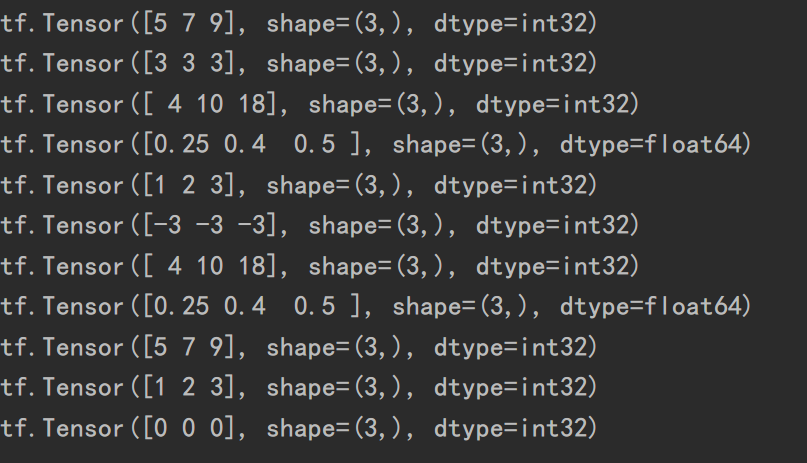 tf.Tensor([5 7 9], shape=(3,), dtype=int32)
tf.Tensor([3 3 3], shape=(3,), dtype=int32)
tf.Tensor([ 4 10 18], shape=(3,), dtype=int32)
tf.Tensor([0.25 0.4  0.5 ], shape=(3,), dtype=float64)
tf.Tensor([1 2 3], shape=(3,), dtype=int32)
tf.Tensor([-3 -3 -3], shape=(3,), dtype=int32)
tf.Tensor([ 4 10 18], shape=(3,), dtype=int32)
tf.Tensor([0.25 0.4  0.5 ], shape=(3,), dtype=float64)
tf.Tensor([5 7 9], shape=(3,), dtype=int32)
tf.Tensor([1 2 3], shape=(3,), dtype=int32)
tf.Tensor([0 0 0], shape=(3,), dtype=int32)